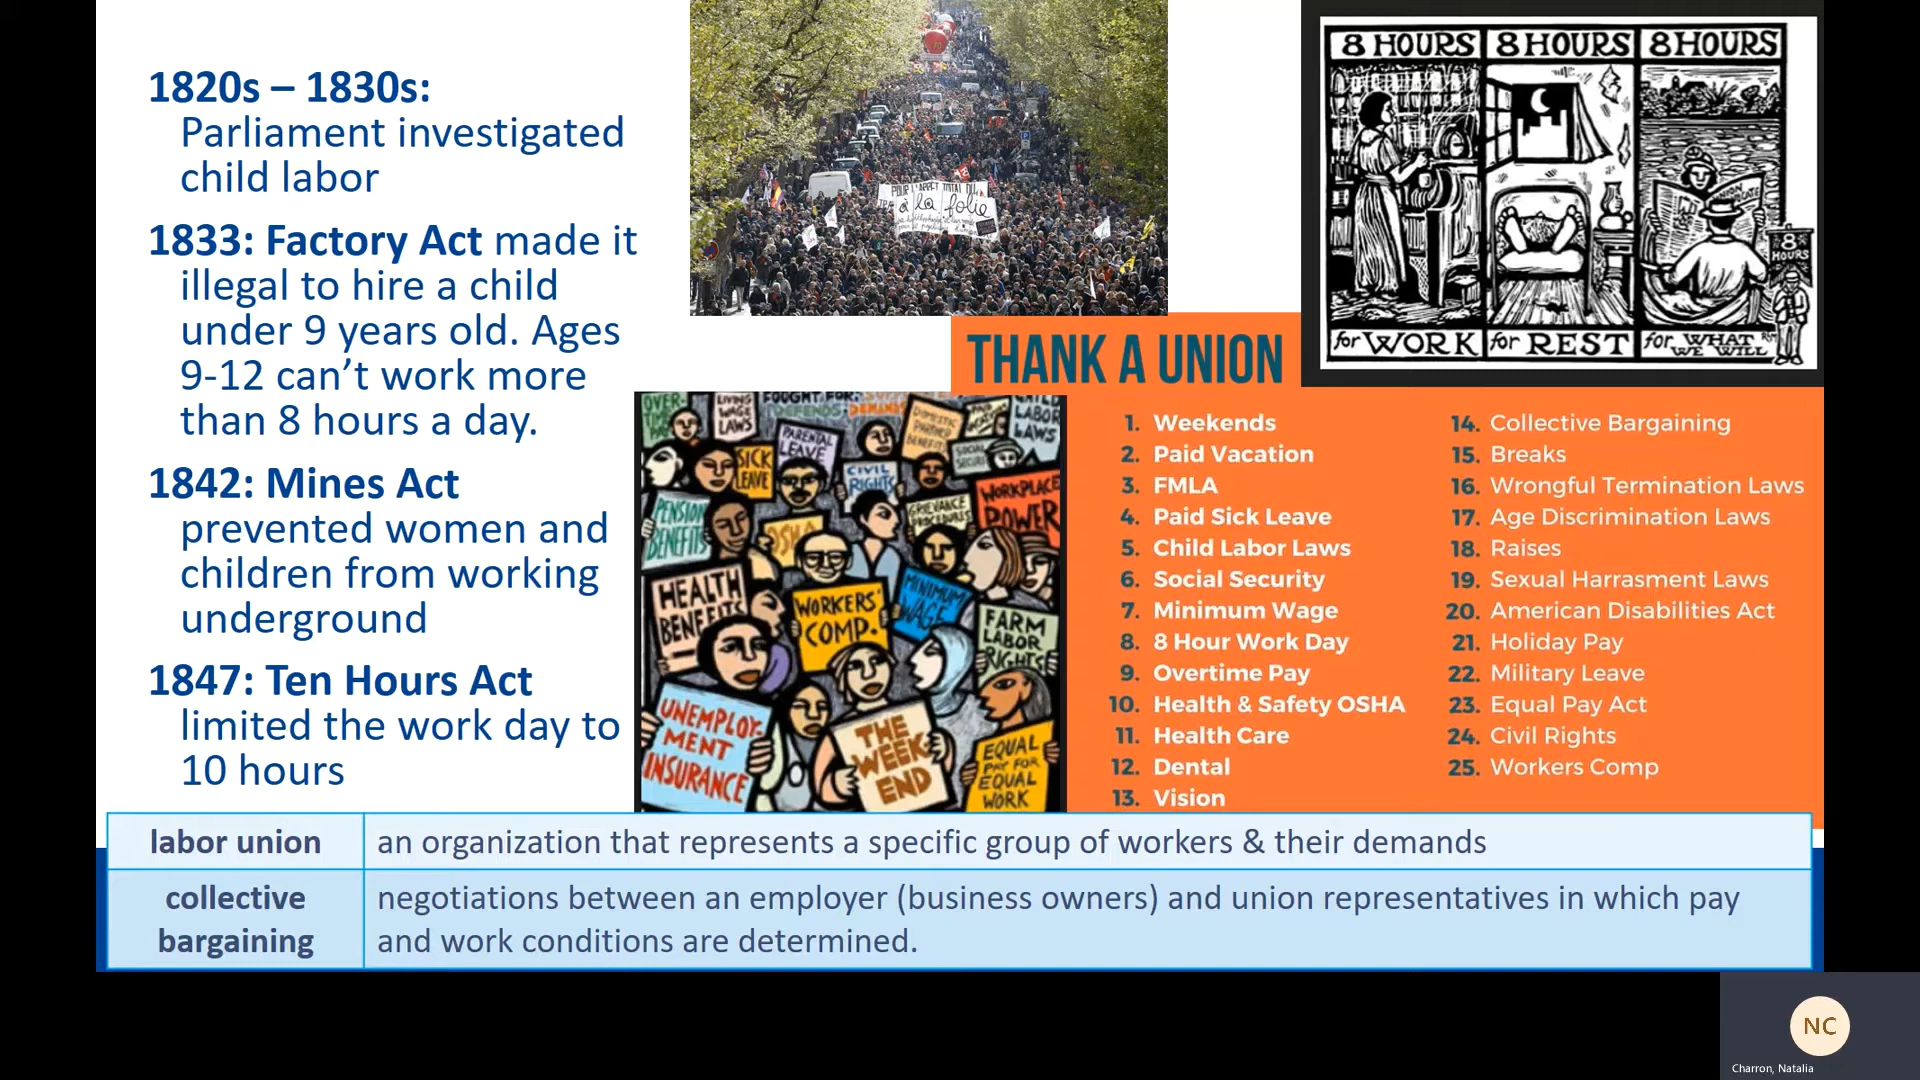 1820s – 1830s:
Parliament investigated
child labor
1833: Factory Act made it
illegal to hire a child
under 9 years old. Ages
9-12 can’t work more
than 8 hours a day.
1842: Mines Act
prevented women and
children from working
underground
1847: Ten Hours Act
limited the work day to
10 hours
à la folie
8 HOURS 8 HOURS 8 HOURS
8
HOURS
for WORK for REST for WHAT
WE WILL
THANK A UNION
OVER-
LIVING
WAGE
LAWS
PARENTAL
LEAVE
DOMESTIC
PARTNER
BENEFITS
LABOR
LAWS
SICK
LEAVE
CIVIL
RIGHTS
SOCIAL
PENSION
BENEFITS
OSHA
GRIEVANCE
WORKPLACE
POWER
HEALTH
BENEFITS
WORKERS'
COMP.
MINIMUM
WAGE
FARM
LABOR
RIGHTS
UNEMPLOY-
MENT
INSURANCE
THE
WEEK-
END
EQUAL
PAY FOR
EQUAL
WORK
1. Weekends
2. Paid Vacation
3. FMLA
4. Paid Sick Leave
5. Child Labor Laws
6. Social Security
7. Minimum Wage
8. 8 Hour Work Day
9. Overtime Pay
10. Health & Safety OSHA
11. Health Care
12. Dental
13. Vision
14. Collective Bargaining
15. Breaks
16. Wrongful Termination Laws
17. Age Discrimination Laws
18. Raises
19. Sexual Harrasment Laws
20. American Disabilities Act
21. Holiday Pay
22. Military Leave
23. Equal Pay Act
24. Civil Rights
25. Workers Comp
labor union
an organization that represents a specific group of workers & their demands
collective
bargaining
negotiations between an employer (business owners) and union representatives in which pay
and work conditions are determined.
NC
Charron, Natalia